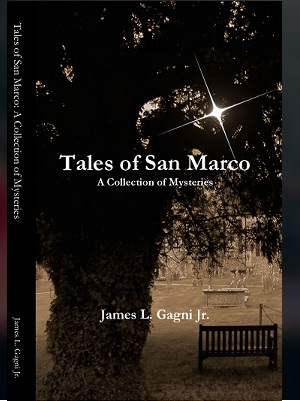 Tales of San Marco: A Collection of Mysteries
James L. Gagni Jr.
Tales of San Marco
A Collection of Mysteries
James L. Gagni Jr.